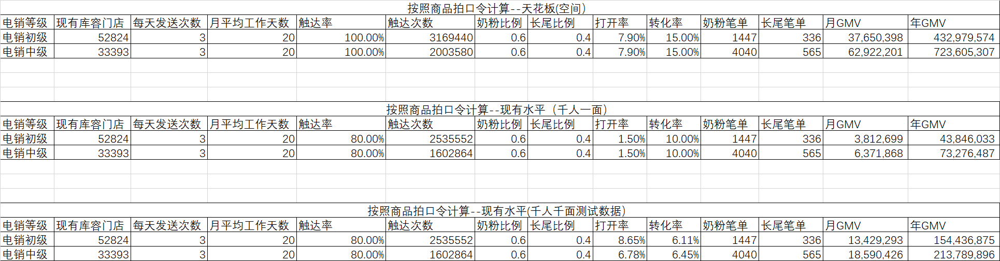 按照商品拍口令计算--天花板(空间）
电销等级 现有库容门店 每天发送次数 月平均工作天数 触达率 触达次数 奶粉比例 长尾比例 打开率 转化率 奶粉笔单 长尾笔单 月GMV 年GMV
电销初级 52824 3 20 100.00% 3169440 0.6 0.4 7.90% 15.00% 1447 336 37,650,398 432,979,574
电销中级 33393 3 20 100.00% 2003580 0.6 0.4 7.90% 15.00% 4040 565 62,922,201 723,605,307
按照商品拍口令计算--现有水平（千人一面）
电销等级 现有库容门店 每天发送次数 月平均工作天数 触达率 触达次数 奶粉比例 长尾比例 打开率 转化率 奶粉笔单 长尾笔单 月GMV 年GMV
电销初级 52824 3 20 80.00% 2535552 0.6 0.4 1.50% 10.00% 1447 336 3,812,699 43,846,033
电销中级 33393 3 20 80.00% 1602864 0.6 0.4 1.50% 10.00% 4040 565 6,371,868 73,276,487
按照商品拍口令计算--现有水平(千人千面测试数据）
电销等级 现有库容门店 每天发送次数 月平均工作天数 触达率 触达次数 奶粉比例 长尾比例 打开率 转化率 奶粉笔单 长尾笔单 月GMV 年GMV
电销初级 52824 3 20 80.00% 2535552 0.6 0.4 8.65% 6.11% 1447 336 13,429,293 154,436,875
电销中级 33393 3 20 80.00% 1602864 0.6 0.4 6.78% 6.45% 4040 565 18,590,426 213,789,896